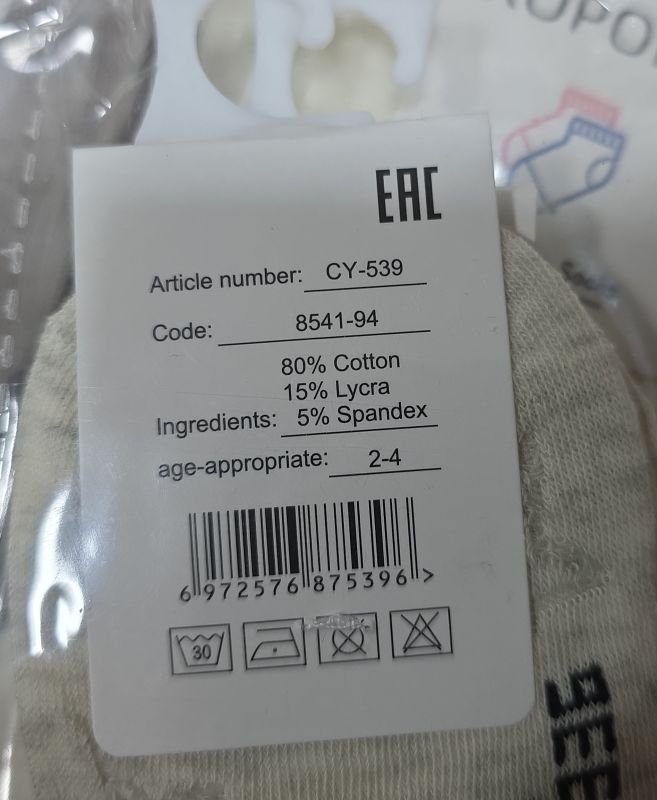 EAC
Article number: CY-539
Code: 8541-94
80% Cotton
15% Lycra
Ingredients: 5% Spandex
age-appropriate: 2-4
6 972576 875396 >
30